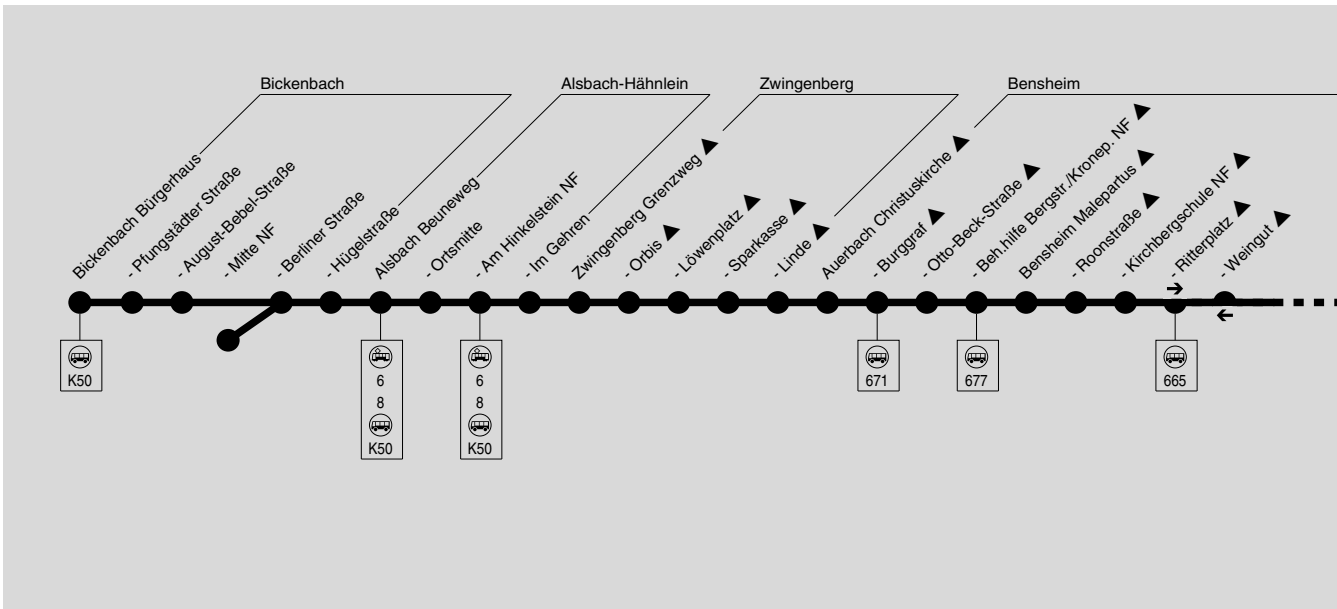 Bickenbach
Alsbach-Hähnlein
Zwingenberg
Bensheim
Bickenbach Bürgerhaus
- Pfungstädter Straße
- August-Bebel-Straße
- Mitte NF
- Berliner Straße
- Hügelstraße
Alsbach Beuneweg
- Ortsmitte
- Am Hinkelstein NF
- Im Gehren
Zwingenberg Grenzweg
- Orbis
- Löwenplatz
- Sparkasse
- Linde
Auerbach Christuskirche
- Burggraf
- Otto-Beck-Straße
- Beh.hilfe Bergstr./Kronep. NF
Bensheim Malepartus
- Roonstraße
- Kirchbergschule NF
- Ritterplatz
- Weingut
K50
6
8
K50
6
8
K50
671
677
665